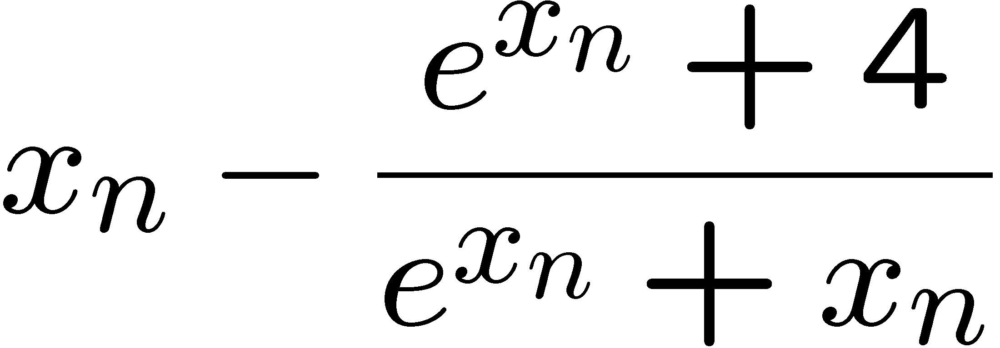 $x_n - \frac{e^{x_n} + 4}{e^{x_n} + x_n}$